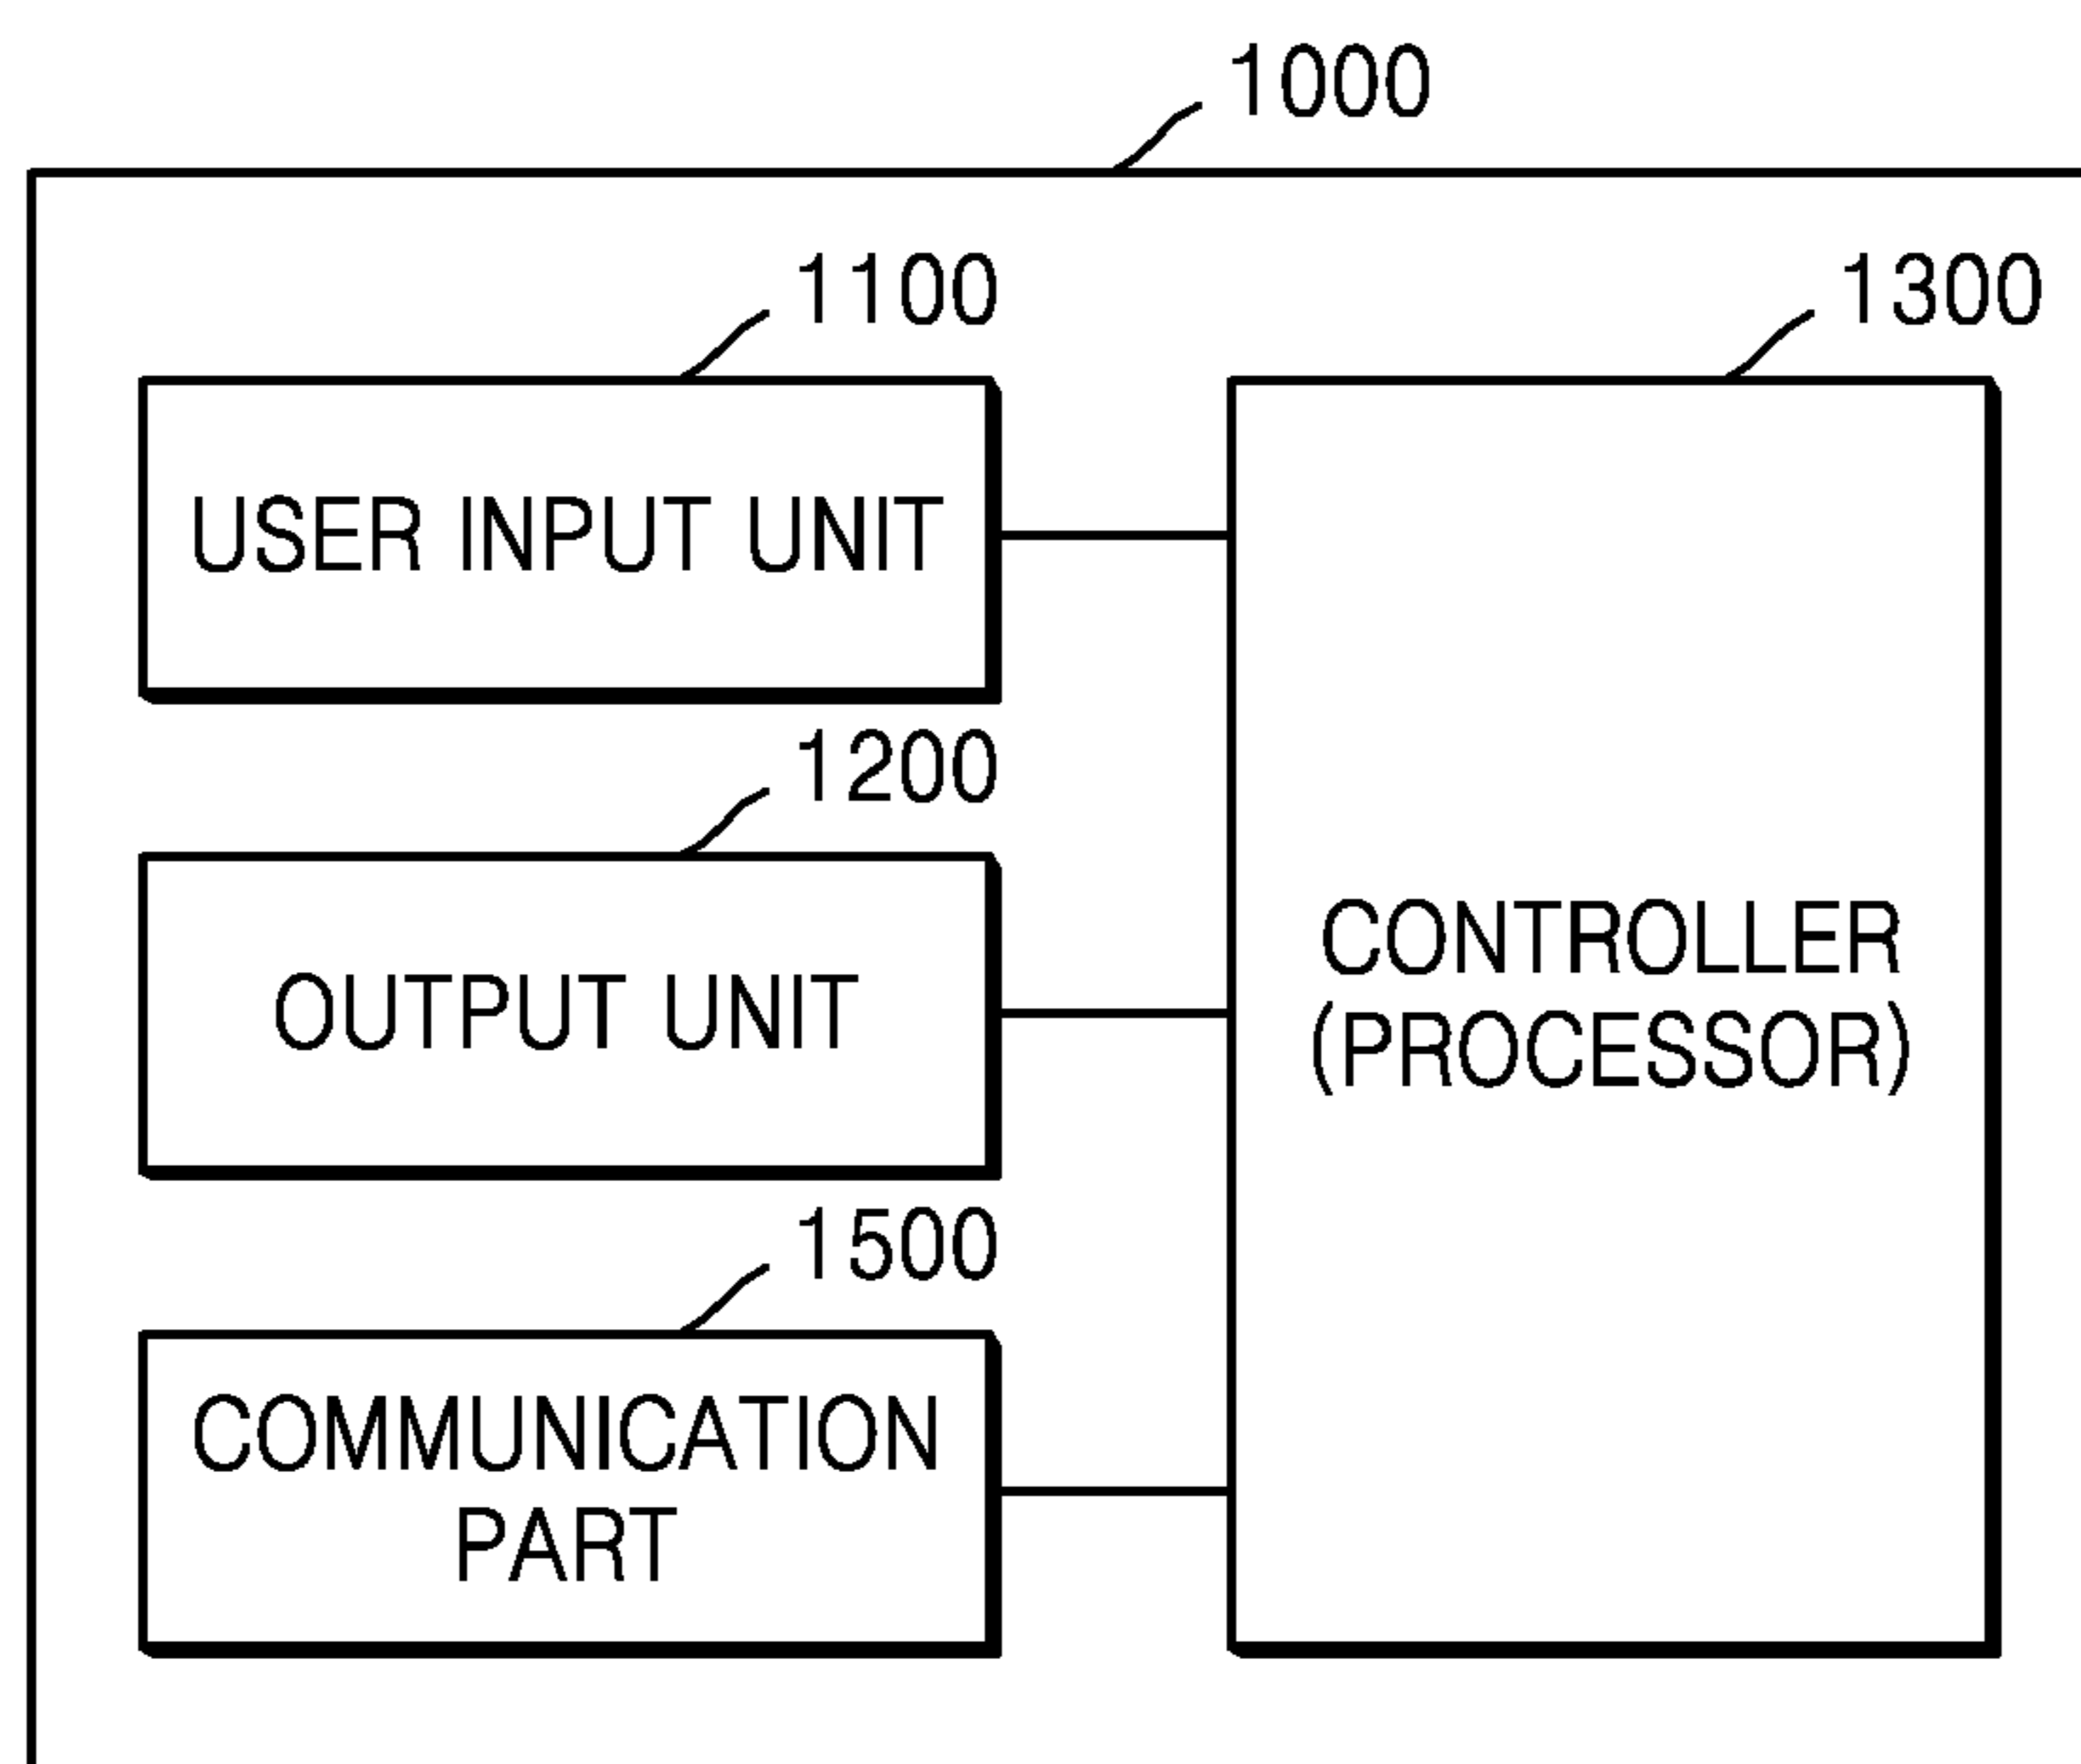 1000
1100
1300
USER INPUT UNIT
1200
OUTPUT UNIT
CONTROLLER
(PROCESSOR)
1500
COMMUNICATION
PART